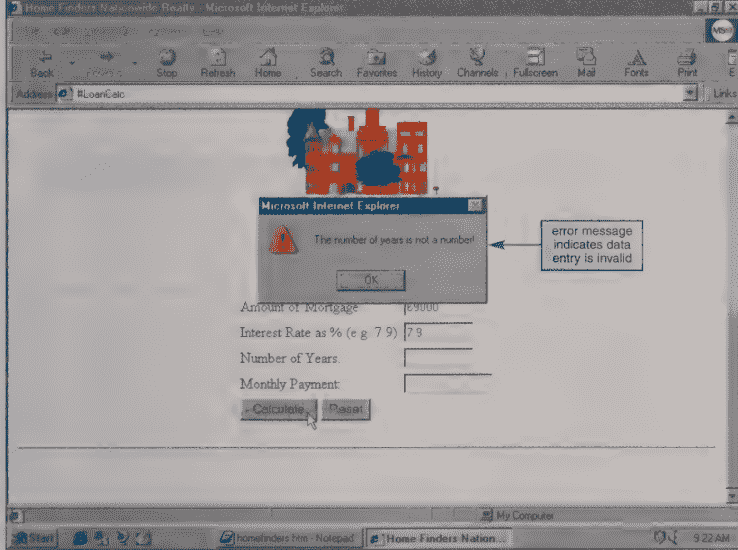 Home Finders Nationwide Realty - Microsoft Internet Explorer
Back
Stop
Refresh
Home
Search
Favorites
History
Channels
Fullscreen
Mail
Fonts
Print
E
Address
#LoanCalc
Links
Microsoft Internet Explorer
The number of years is not a number!
OK
error message
indicates data
entry is invalid
Amount of Mortgage
69000
Interest Rate as % (e.g. 7.9)
7.9
Number of Years:
Monthly Payment:
Calculate
Reset
My Computer
Start
homefinders.htm - Notepad
Home Finders Nation...
9:22 AM